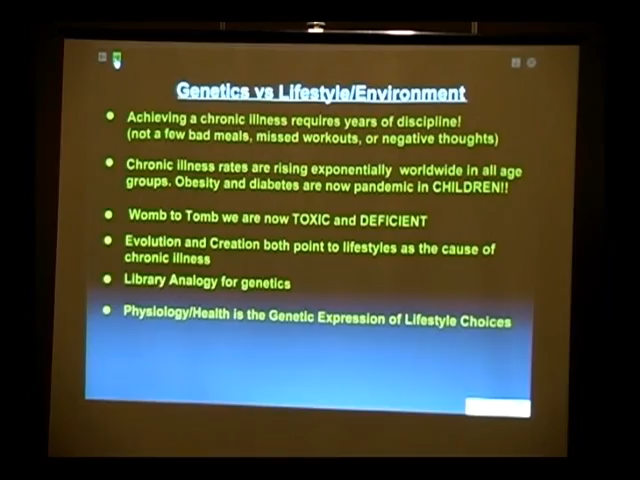 Genetics vs Lifestyle/Environment
Achieving a chronic illness requires years of discipline!
(not a few bad meals, missed workouts, or negative thoughts)
Chronic illness rates are rising exponentially worldwide in all age
groups. Obesity and diabetes are now pandemic in CHILDREN!!
Womb to Tomb we are now TOXIC and DEFICIENT
Evolution and Creation both point to lifestyles as the cause of
chronic illness
Library Analogy for genetics
Physiology/Health is the Genetic Expression of Lifestyle Choices